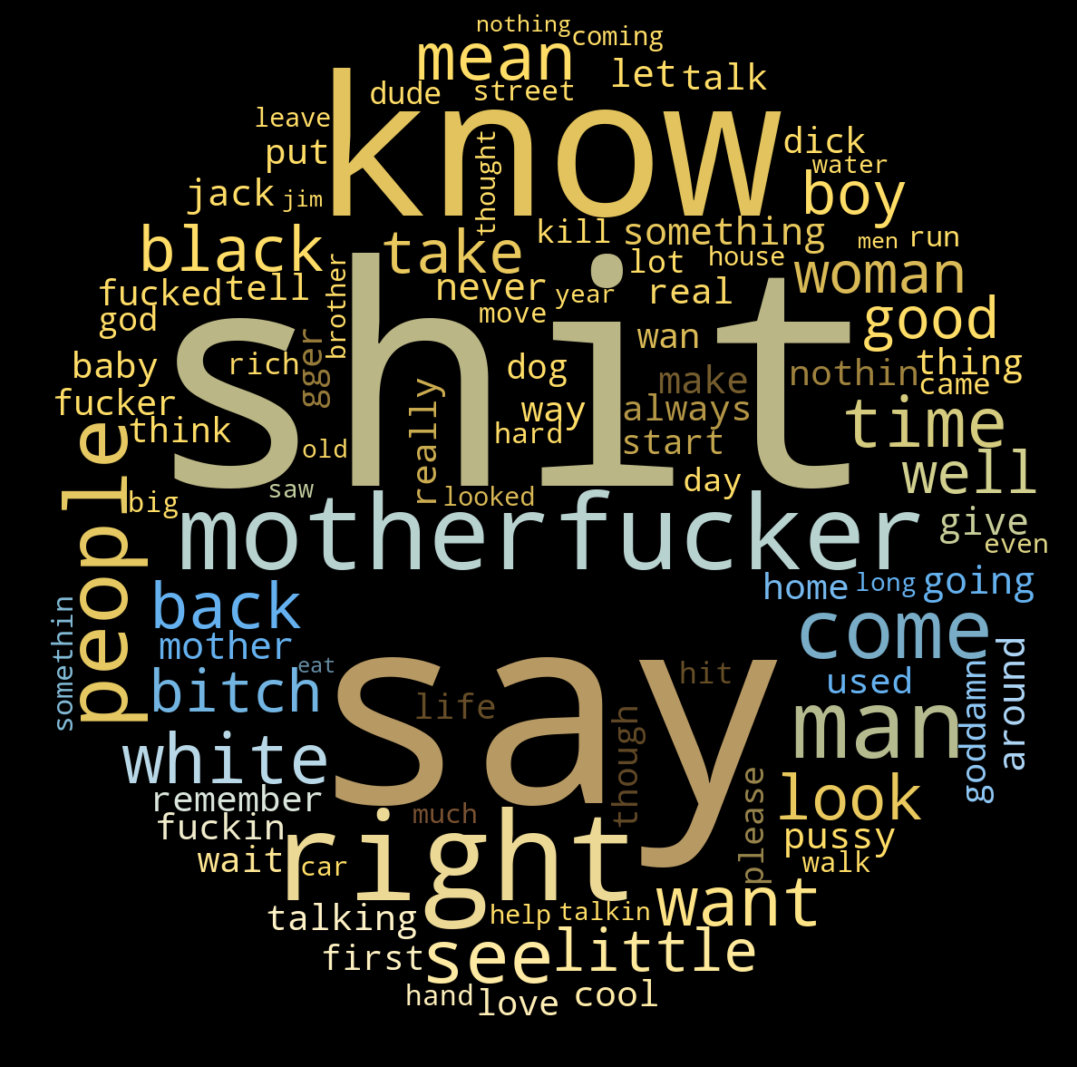 nothing
coming
mean
let
talk
dude
street
know
leave
thought
dick
put
water
jack
jim
boy
black
take
kill
something
men
run
brother
lot
house
woman
fucked
tell
never
year
real
god
move
good
shit
wan
baby
rich
gger
dog
make
nothin
thing
came
fucker
really
way
always
time
think
hard
start
old
people
well
saw
looked
day
big
motherfucker
give
even
home
long
going
back
come
somethin
mother
eat
say
hit
bitch
used
goddamn
around
life
though
man
white
remember
much
please
look
fuckin
right
pussy
wait
car
walk
want
talking
help
talkin
first
see
little
hand
love
cool